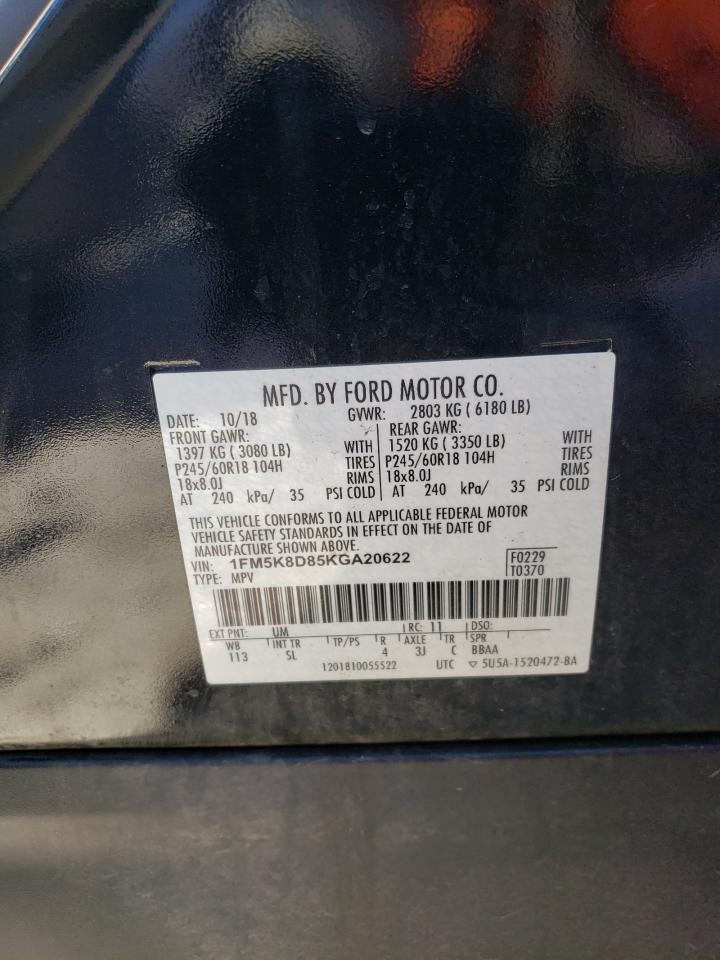 MFD. BY FORD MOTOR CO.
DATE: 10/18 GVWR: 2803 KG ( 6180 LB)
FRONT GAWR: REAR GAWR:
1397 KG ( 3080 LB) WITH 1520 KG ( 3350 LB) WITH
P245/60R18 104H TIRES P245/60R18 104H TIRES
18x8.0J RIMS 18x8.0J RIMS
AT 240 kPa/ 35 PSI COLD AT 240 kPa/ 35 PSI COLD
THIS VEHICLE CONFORMS TO ALL APPLICABLE FEDERAL MOTOR
VEHICLE SAFETY STANDARDS IN EFFECT ON THE DATE OF
MANUFACTURE SHOWN ABOVE.
VIN: 1FM5K8D85KGA20622 F0229
TYPE: MPV T0370
EXT PNT: UM RC: 11 DSO:
WB INT TR TP/PS R AXLE TR SPR
113 SL 4 3J C BBAA
1201810055522 UTC ▽ 5U5A-1520472-BA